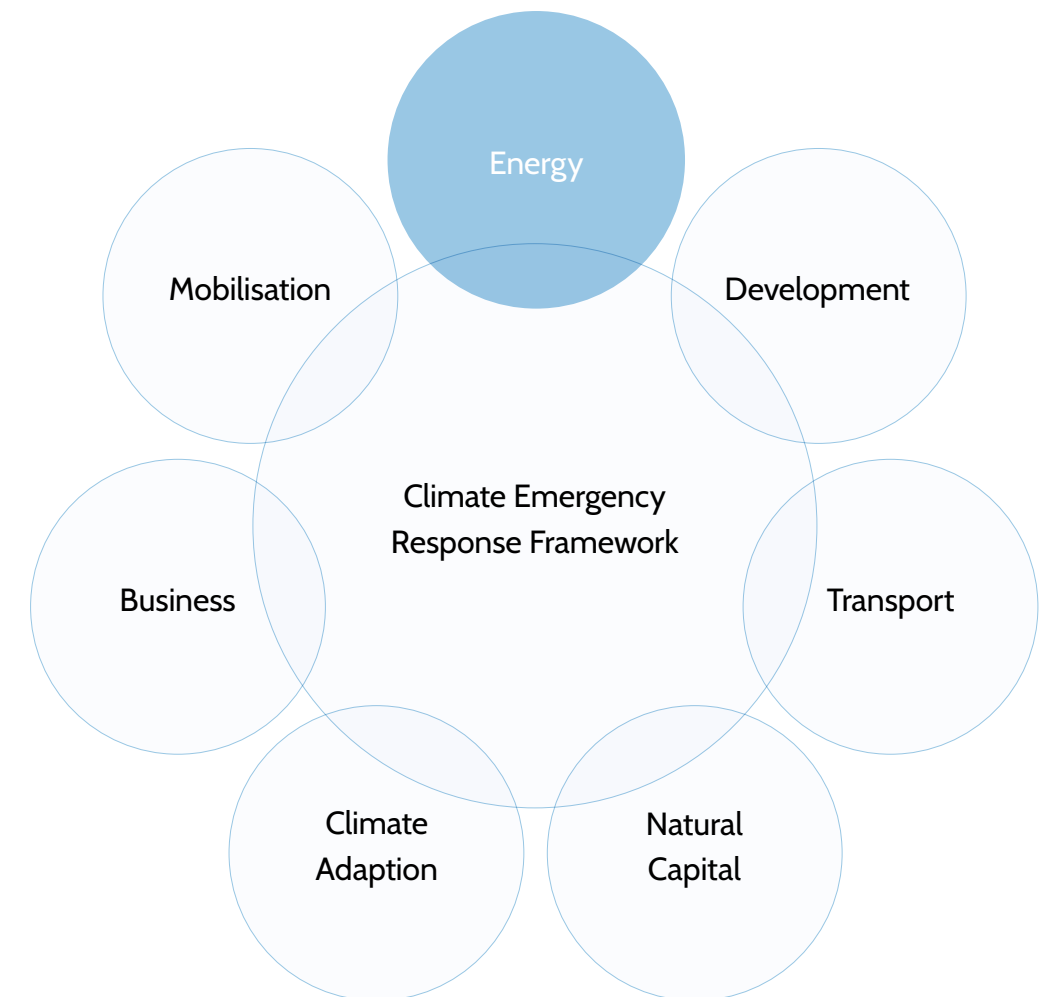 Energy
Mobilisation
Development
Climate Emergency
Response Framework
Business
Transport
Climate
Adaption
Natural
Capital